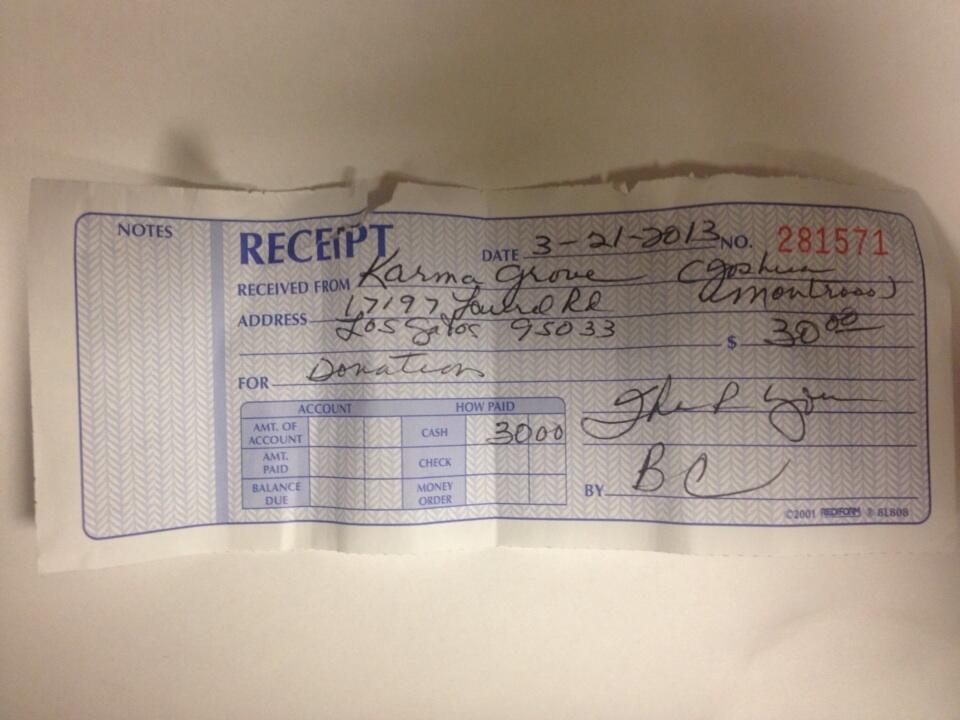 NOTES
RECEIPT DATE 3-21-2013 NO. 281571
RECEIVED FROM Karma Grove (Joshua
Montross)
ADDRESS 17197 Laurel Rd
Los Gatos 95033 $ 30 00
FOR Donation
Thank you
ACCOUNT HOW PAID
AMT. OF ACCOUNT CASH 30 00
AMT. PAID CHECK
BALANCE DUE MONEY ORDER
BY BC
©2001 REDIFORM ® 8L808